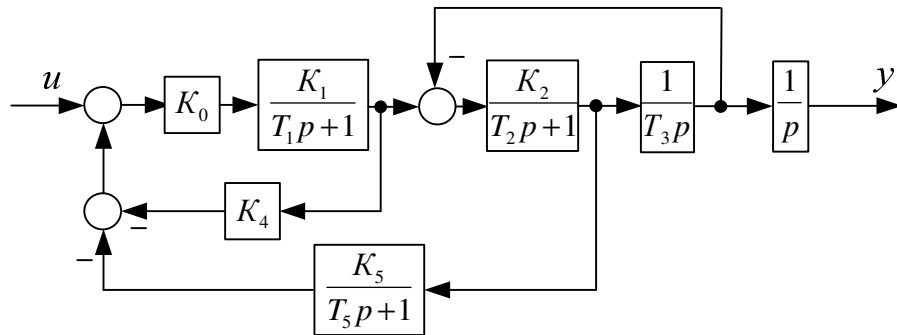 u
K₀
K₁
T₁p+1
−
K₂
T₂p+1
1
T₃p
1
p
y
−
K₄
−
K₅
T₅p+1